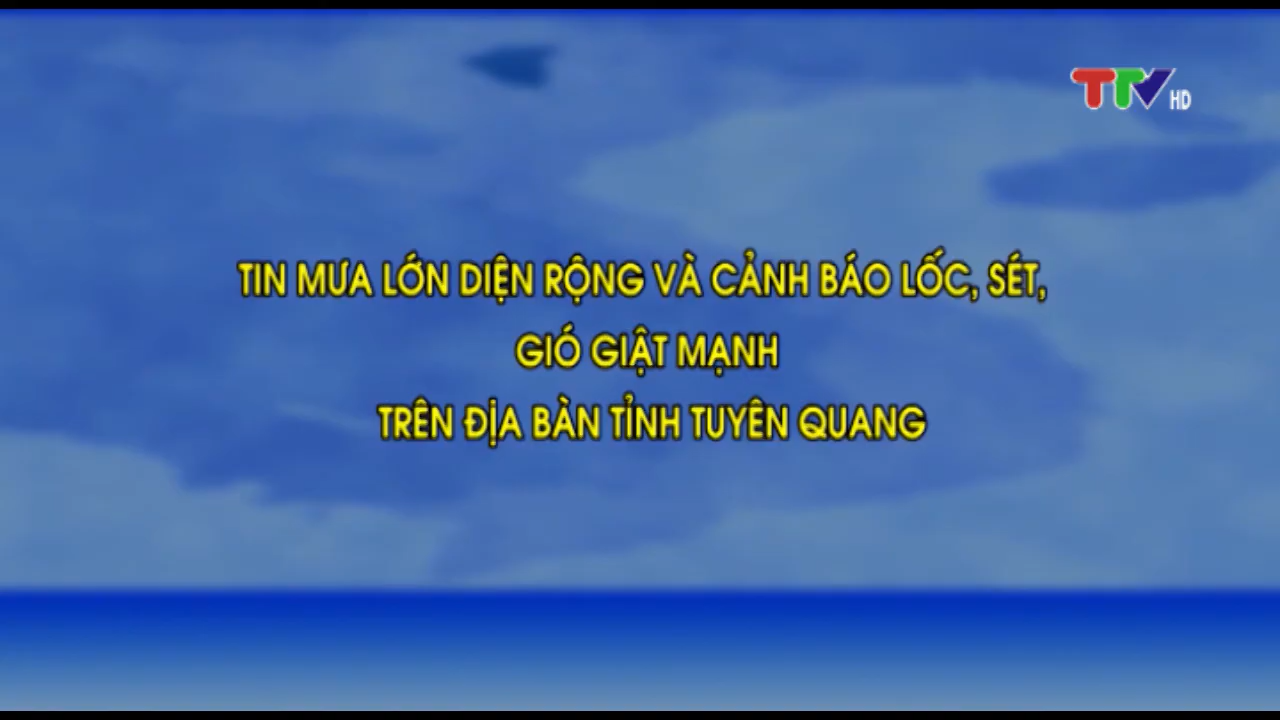 TTV HD
TIN MƯA LỚN DIỆN RỘNG VÀ CẢNH BÁO LỐC, SÉT,
GIÓ GIẬT MẠNH
TRÊN ĐỊA BÀN TỈNH TUYÊN QUANG